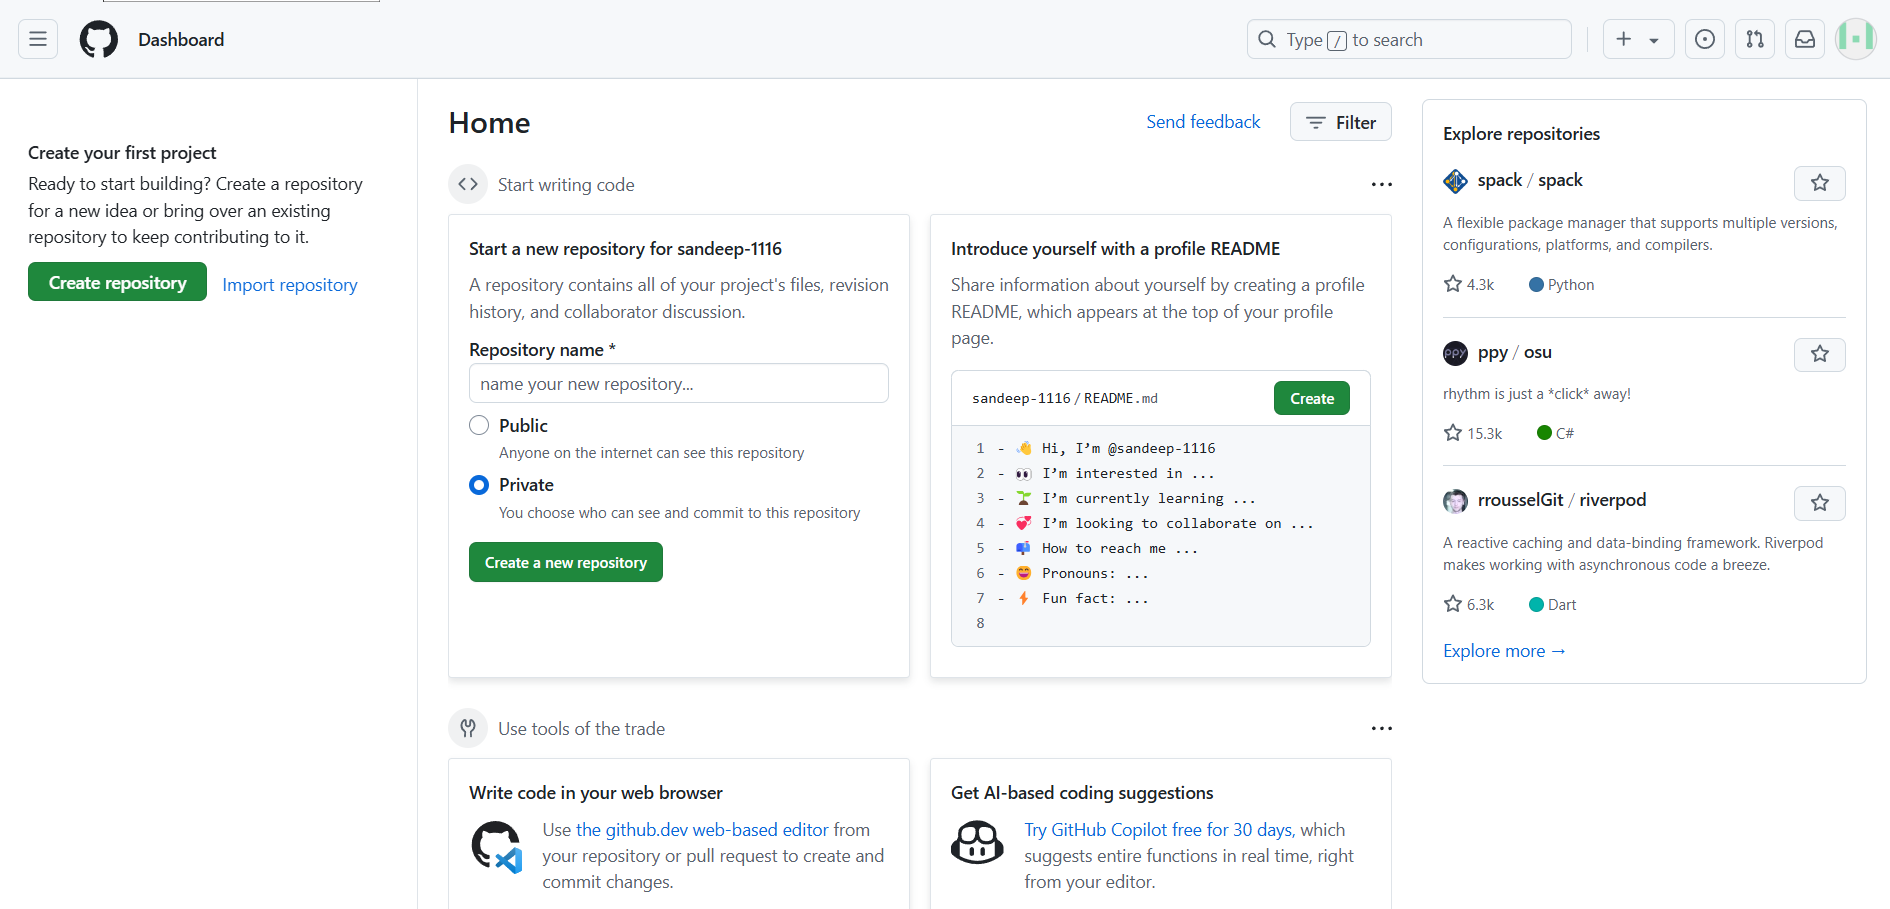 Dashboard
Type / to search
Create your first project
Ready to start building? Create a repository
for a new idea or bring over an existing
repository to keep contributing to it.
Create repository
Import repository
Home
Send feedback
Filter
Start writing code
Start a new repository for sandeep-1116
A repository contains all of your project's files, revision
history, and collaborator discussion.
Repository name *
name your new repository...
Public
Anyone on the internet can see this repository
Private
You choose who can see and commit to this repository
Create a new repository
Introduce yourself with a profile README
Share information about yourself by creating a profile
README, which appears at the top of your profile
page.
sandeep-1116 / README.md
Create
1 - 👋 Hi, I’m @sandeep-1116
2 - 👀 I’m interested in ...
3 - 🌱 I’m currently learning ...
4 - 💞️ I’m looking to collaborate on ...
5 - 📫 How to reach me ...
6 - 😄 Pronouns: ...
7 - ⚡ Fun fact: ...
8
Use tools of the trade
Write code in your web browser
Use the github.dev web-based editor from
your repository or pull request to create and
commit changes.
Get AI-based coding suggestions
Try GitHub Copilot free for 30 days, which
suggests entire functions in real time, right
from your editor.
Explore repositories
spack / spack
A flexible package manager that supports multiple versions,
configurations, platforms, and compilers.
4.3k
Python
ppy
ppy / osu
rhythm is just a *click* away!
15.3k
C#
rrousselGit / riverpod
A reactive caching and data-binding framework. Riverpod
makes working with asynchronous code a breeze.
6.3k
Dart
Explore more →